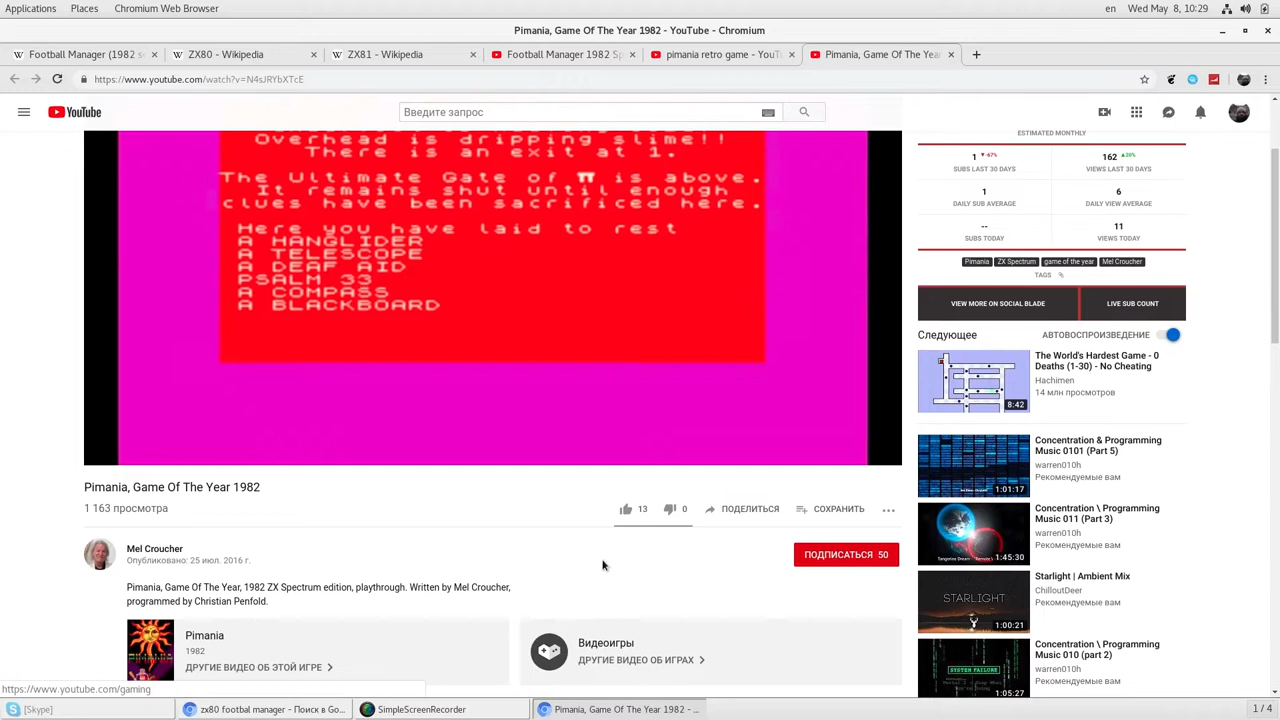 Applications Places Chromium Web Browser en Wed May 8, 10:29
Pimania, Game Of The Year 1982 - YouTube - Chromium
Football Manager (1982 s
ZX80 - Wikipedia
ZX81 - Wikipedia
Football Manager 1982 Sp
pimania retro game - YouT
Pimania, Game Of The Year
https://www.youtube.com/watch?v=N4sJRYbXTcE
YouTube
Введите запрос
Overhead is dripping slime!!
There is an exit at 1.
The Ultimate Gate of π is above.
It remains shut until enough
clues have been sacrificed here.
Here you have laid to rest
A HANGLIDER
A TELESCOPE
A DEAF AID
PSALM 33
A COMPASS
A BLACKBOARD
Pimania, Game Of The Year 1982
1 163 просмотра
13 0 ПОДЕЛИТЬСЯ СОХРАНИТЬ
Mel Croucher
Опубликовано: 25 июл. 2016 г.
ПОДПИСАТЬСЯ 50
Pimania, Game Of The Year, 1982 ZX Spectrum edition, playthrough. Written by Mel Croucher,
programmed by Christian Penfold.
Pimania
1982
ДРУГИЕ ВИДЕО ОБ ЭТОЙ ИГРЕ
Видеоигры
ДРУГИЕ ВИДЕО ОБ ИГРАХ
ESTIMATED MONTHLY
1 -67% 162 20%
SUBS LAST 30 DAYS VIEWS LAST 30 DAYS
1 6
DAILY SUB AVERAGE DAILY VIEW AVERAGE
-- 11
SUBS TODAY VIEWS TODAY
Pimania ZX Spectrum game of the year Mel Croucher
TAGS
VIEW MORE ON SOCIAL BLADE LIVE SUB COUNT
Следующее АВТОВОСПРОИЗВЕДЕНИЕ
The World's Hardest Game - 0
Deaths (1-30) - No Cheating
Hachimen
14 млн просмотров
8:42
Concentration & Programming
Music 0101 (Part 5)
warren010h
Рекомендуемые вам
1:01:17
Concentration \ Programming
Music 011 (Part 3)
warren010h
Рекомендуемые вам
1:45:30
Starlight | Ambient Mix
ChilloutDeer
Рекомендуемые вам
STARLIGHT
1:00:21
Concentration \ Programming
Music 010 (part 2)
warren010h
Рекомендуемые вам
SYSTEM FAILURE
1:05:27
https://www.youtube.com/gaming
[Skype]
zx80 footbal manager - Поиск в Go...
SimpleScreenRecorder
Pimania, Game Of The Year 1982 - ...
1 / 4